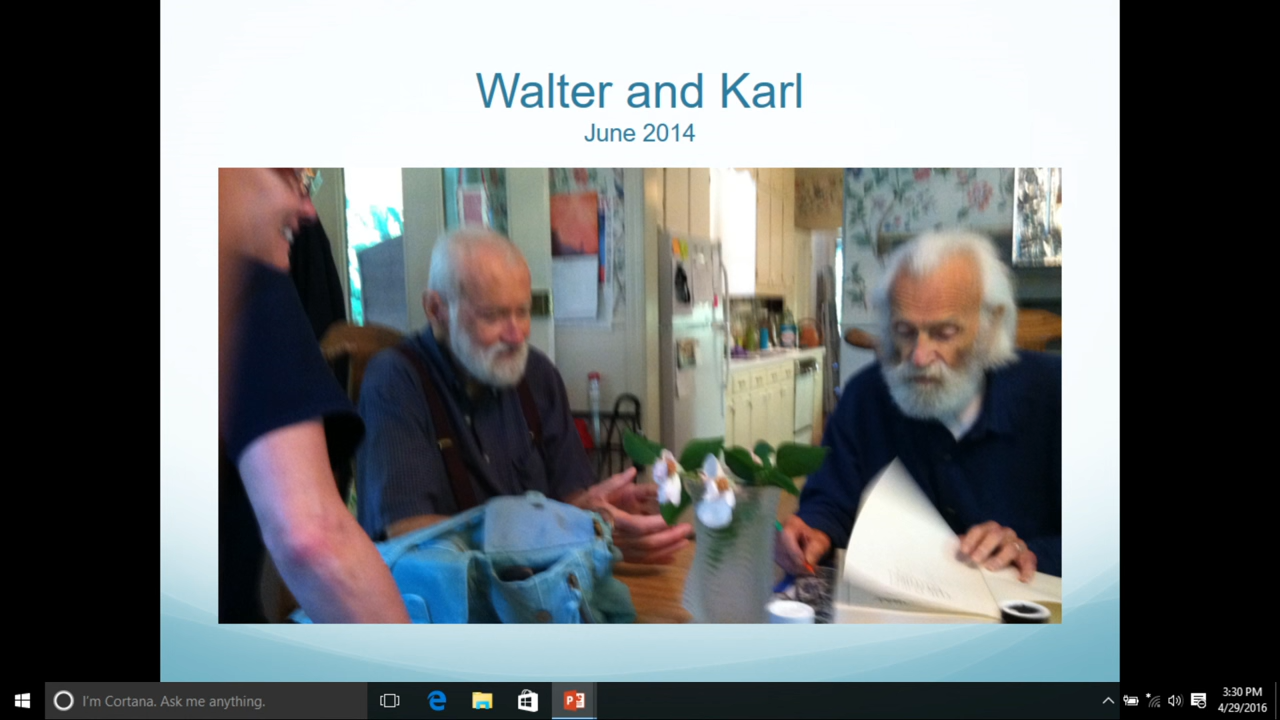 Walter and Karl
June 2014
I'm Cortana. Ask me anything.
3:30 PM
4/29/2016